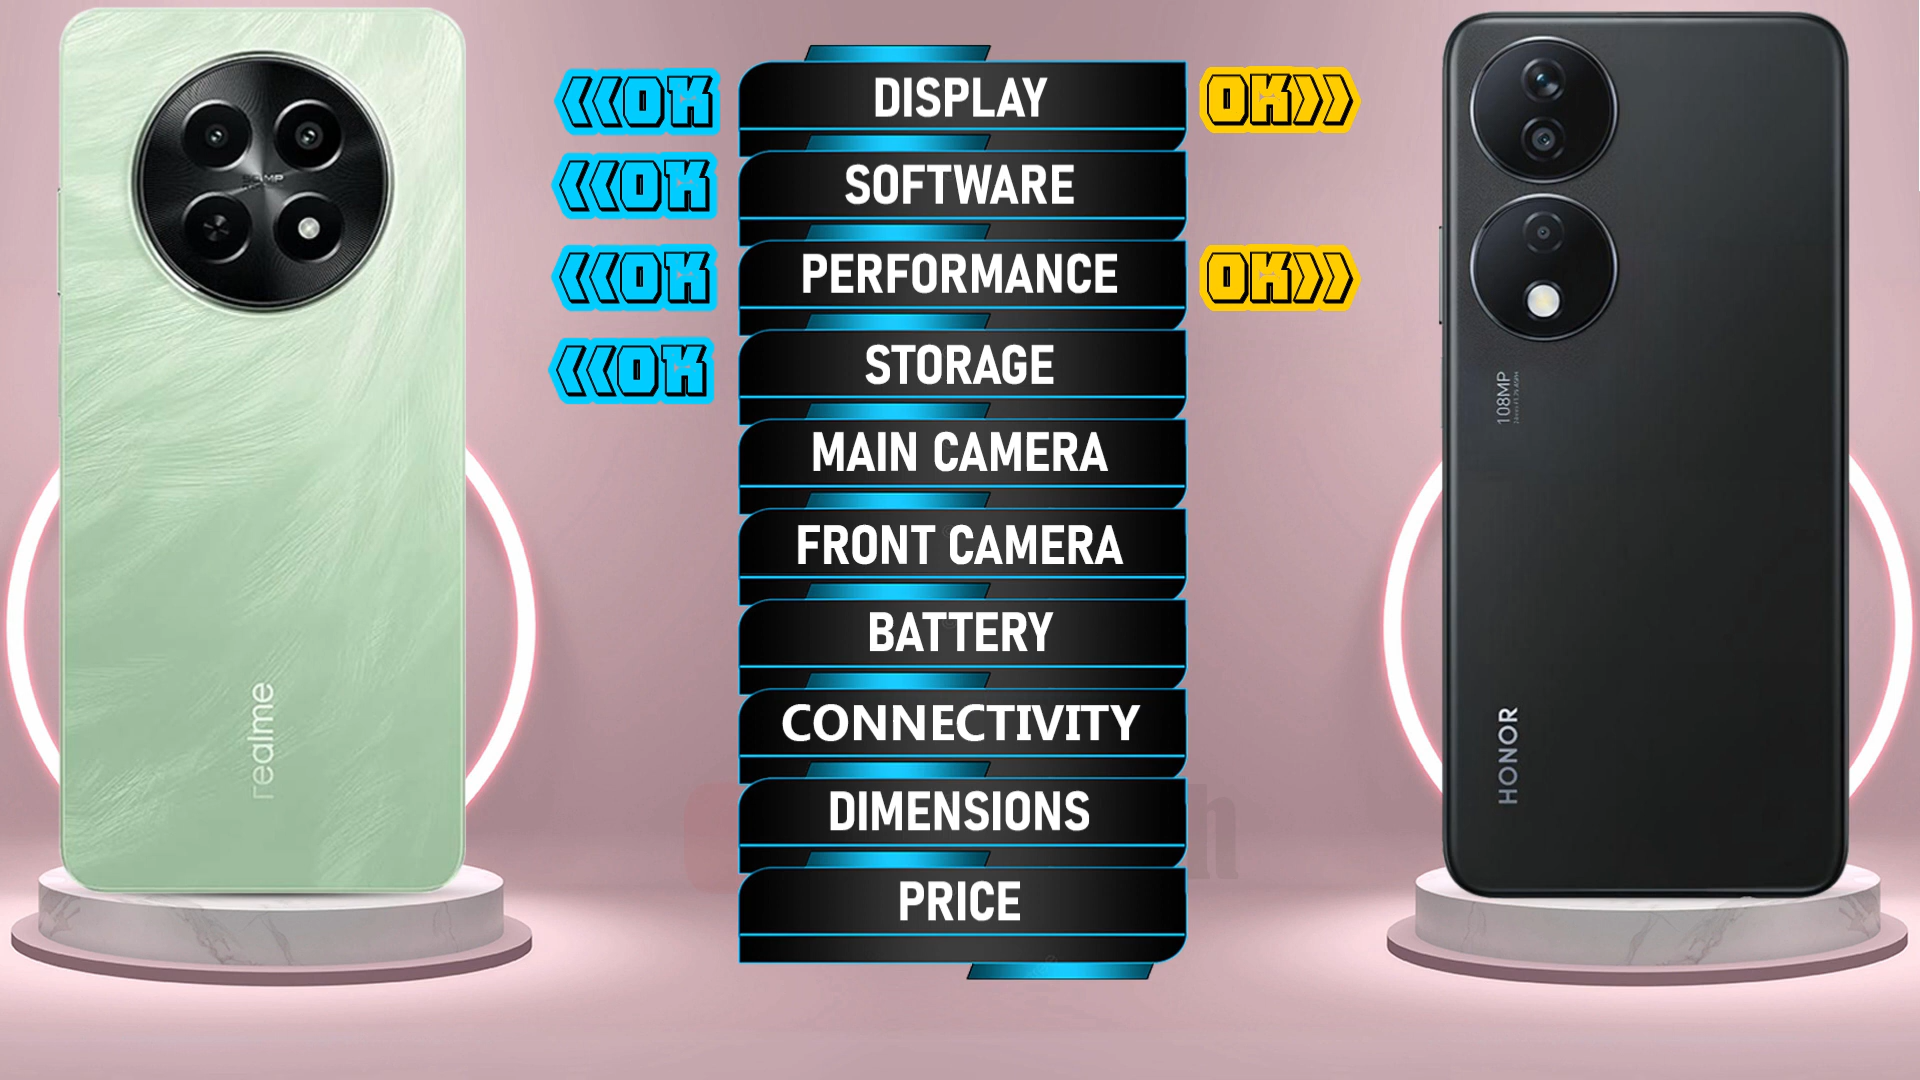 <<OK DISPLAY OK>>
<<OK SOFTWARE
<<OK PERFORMANCE OK>>
<<OK STORAGE
MAIN CAMERA
FRONT CAMERA
BATTERY
CONNECTIVITY
DIMENSIONS
PRICE
realme
108MP
HONOR